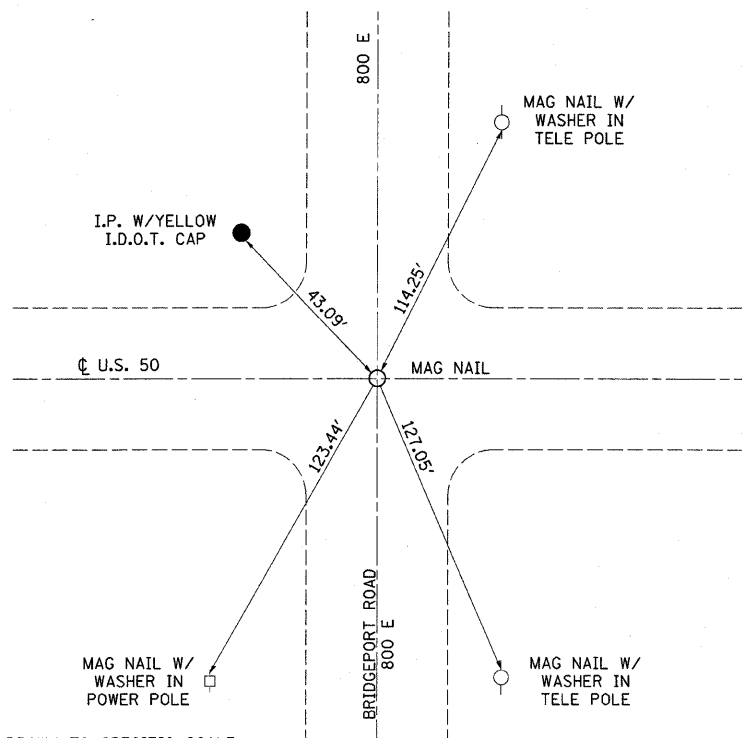 800 E
MAG NAIL W/
WASHER IN
TELE POLE
I.P. W/YELLOW
I.D.O.T. CAP
43.09'
114.25'
℄ U.S. 50
MAG NAIL
123.44'
127.05'
BRIDGEPORT ROAD
800 E
MAG NAIL W/
WASHER IN
POWER POLE
MAG NAIL W/
WASHER IN
TELE POLE